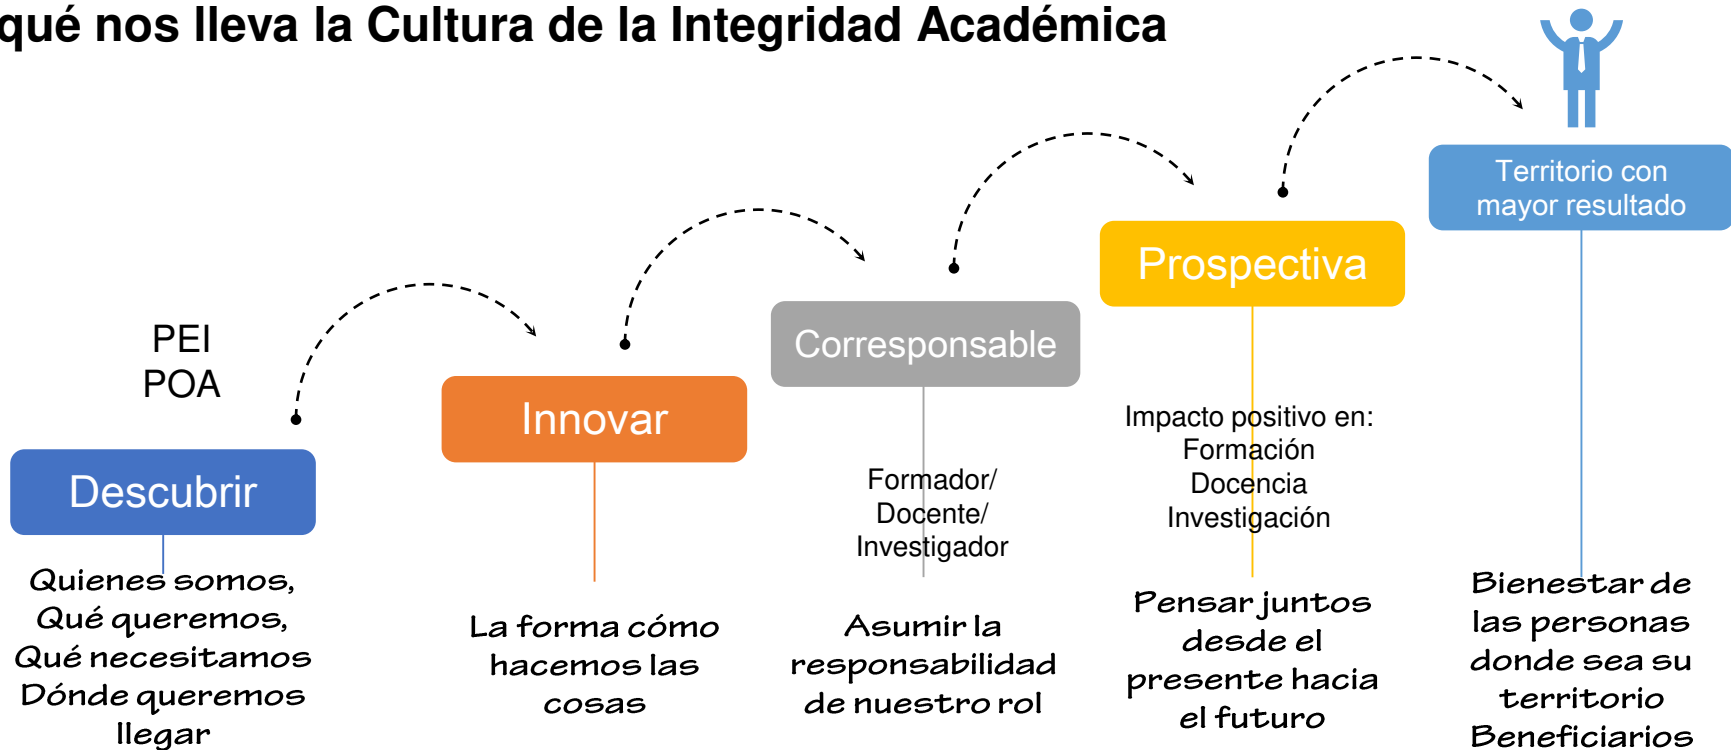 qué nos lleva la Cultura de la Integridad Académica
PEI
POA
Descubrir
Quienes somos,
Qué queremos,
Qué necesitamos
Dónde queremos
llegar
Innovar
La forma cómo
hacemos las
cosas
Corresponsable
Formador/
Docente/
Investigador
Asumir la
responsabilidad
de nuestro rol
Prospectiva
Impacto positivo en:
Formación
Docencia
Investigación
Pensar juntos
desde el
presente hacia
el futuro
Territorio con
mayor resultado
Bienestar de
las personas
donde sea su
territorio
Beneficiarios